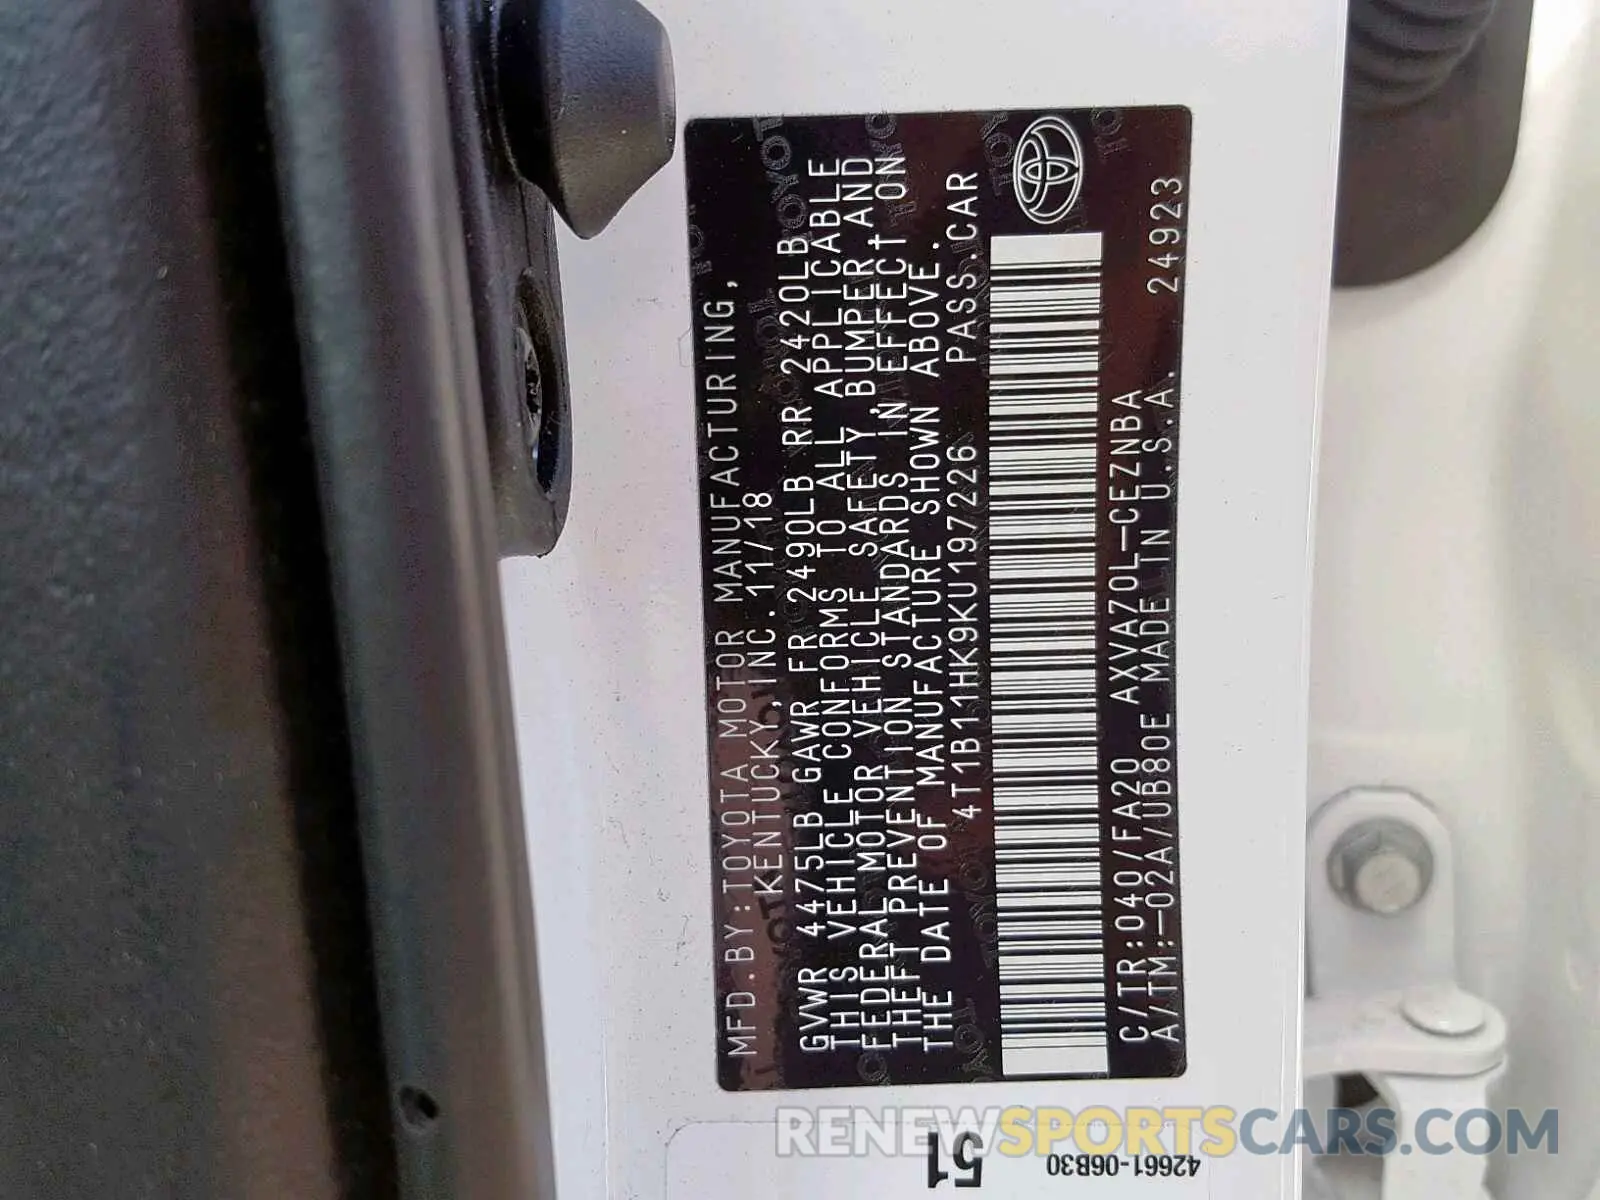 MFD.BY:TOYOTA MOTOR MANUFACTURING,
KENTUCKY,INC.11/18
GVWR 4475LB GAWR FR 2490LB RR 2420LB
THIS VEHICLE CONFORMS TO ALL APPLICABLE
FEDERAL MOTOR VEHICLE SAFETY,BUMPER,AND
THEFT PREVENTION STANDARDS IN EFFECT ON
THE DATE OF MANUFACTURE SHOWN ABOVE.
4T1B11HK9KU197226 PASS.CAR
C/TR:040/FA20 AXVA70L-CEZNBA
A/TM:-02A/UB80E MADE IN U.S.A. 24923
51
42661-06B30
RENEWSPORTSCARS.COM